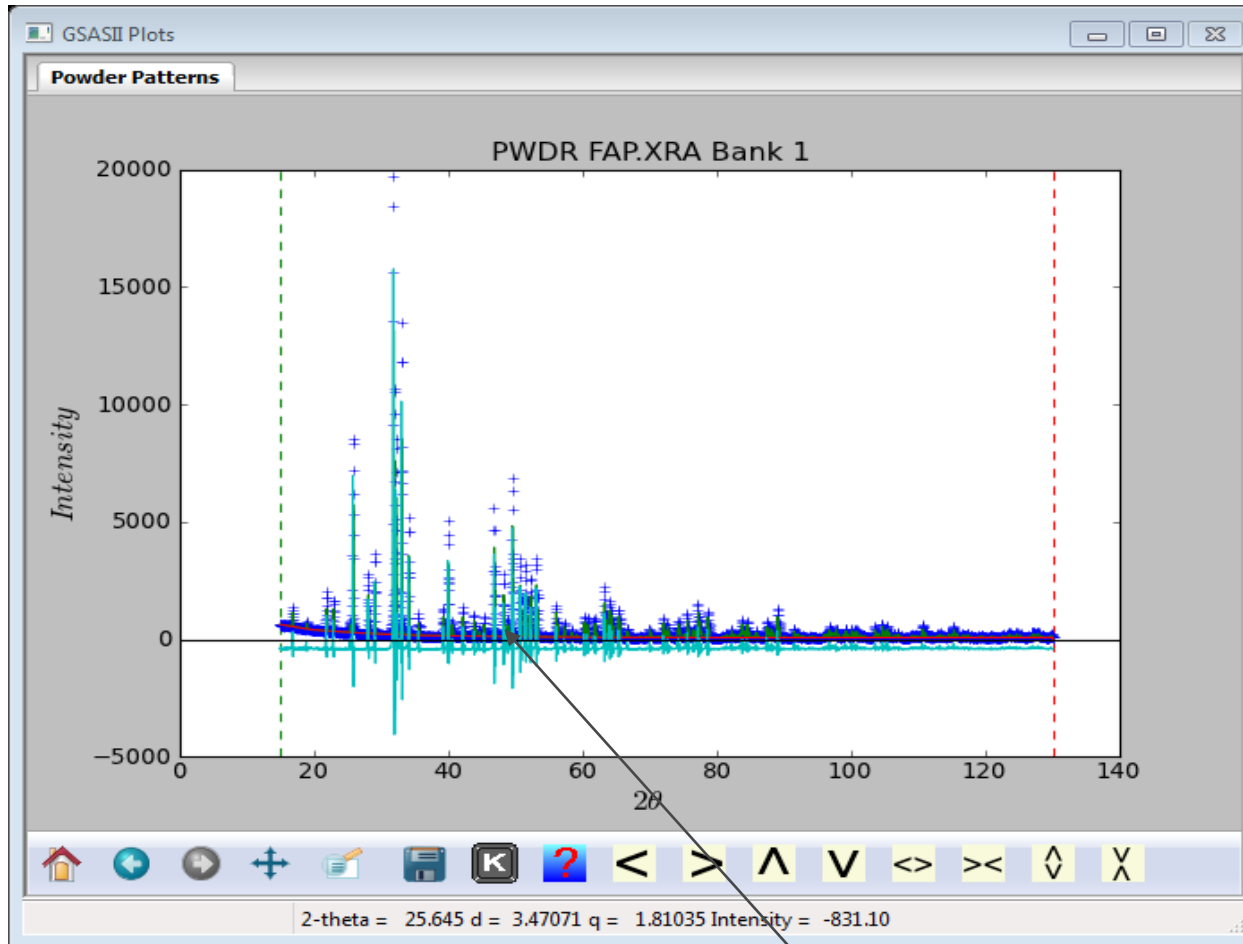 GSASII Plots
Powder Patterns
PWDR FAP.XRA Bank 1
20000
15000
10000
5000
0
−5000
Intensity
0 20 40 60 80 100 120 140
2θ
K ? < > Λ V <> ><
2-theta = 25.645 d = 3.47071 q = 1.81035 Intensity = -831.10